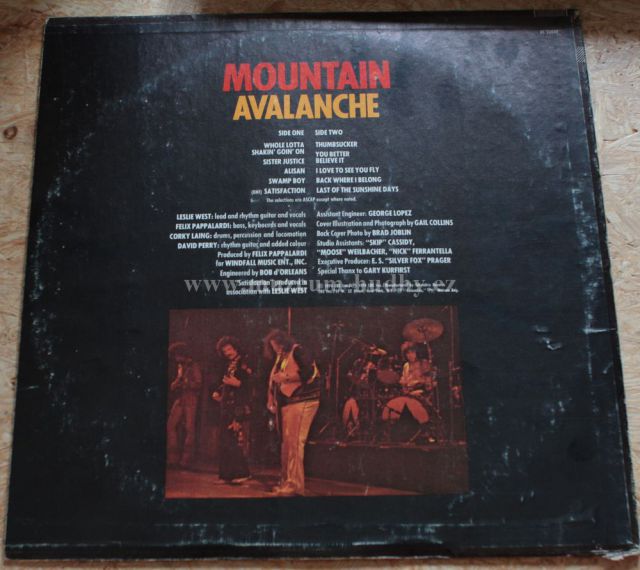 MOUNTAIN
AVALANCHE
SIDE ONE
WHOLE LOTTA
SHAKIN' GOIN' ON
SISTER JUSTICE
ALISAN
SWAMP BOY
(BMI) SATISFACTION
SIDE TWO
THUMBSUCKER
YOU BETTER
BELIEVE IT
I LOVE TO SEE YOU FLY
BACK WHERE I BELONG
LAST OF THE SUNSHINE DAYS
The selections are ASCAP except where noted.
LESLIE WEST: lead and rhythm guitar and vocals
FELIX PAPPALARDI: bass, keyboards and vocals
CORKY LAING: drums, percussion and locomotion
DAVID PERRY: rhythm guitar and added colour
Produced by FELIX PAPPALARDI
for WINDFALL MUSIC ENT., INC.
Engineered by BOB d'ORLEANS
"Satisfaction" produced in
association with LESLIE WEST
Assistant Engineer: GEORGE LOPEZ
Cover Illustration and Photograph by GAIL COLLINS
Back Cover Photo by BRAD JOBLIN
Studio Assistants: "SKIP" CASSIDY,
"MOOSE" WEILBACHER, "NICK" FERRANTELLA
Executive Producer: E. S. "SILVER FOX" PRAGER
Special Thanx to GARY KURFIRST